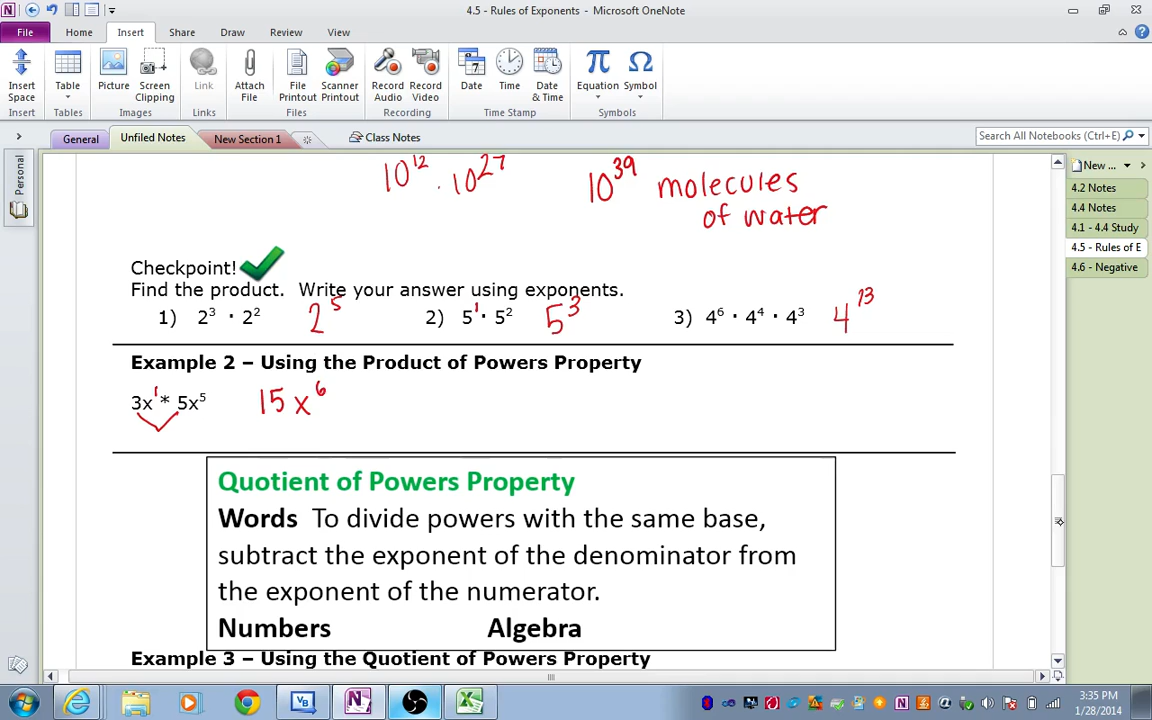 4.5 - Rules of Exponents - Microsoft OneNote
File Home Insert Share Draw Review View
Insert Space Table Picture Screen Clipping Link Attach File File Printout Scanner Printout Record Audio Record Video Date Time Date & Time Equation Symbol
Insert Tables Images Links Files Recording Time Stamp Symbols
General Unfiled Notes New Section 1 Class Notes Search All Notebooks (Ctrl+E)
Personal
New ...
4.2 Notes
4.4 Notes
4.1 - 4.4 Study
4.5 - Rules of E
4.6 - Negative
10¹² · 10²⁷ 10³⁹ molecules
of water
Checkpoint!
Find the product. Write your answer using exponents.
1) 2³ · 2² 2⁵ 2) 5¹ · 5² 5³ 3) 4⁶ · 4⁴ · 4³ 4¹³
Example 2 – Using the Product of Powers Property
3x¹ * 5x⁵ 15x⁶
Quotient of Powers Property
Words To divide powers with the same base,
subtract the exponent of the denominator from
the exponent of the numerator.
Numbers Algebra
Example 3 – Using the Quotient of Powers Property
3:35 PM
1/28/2014